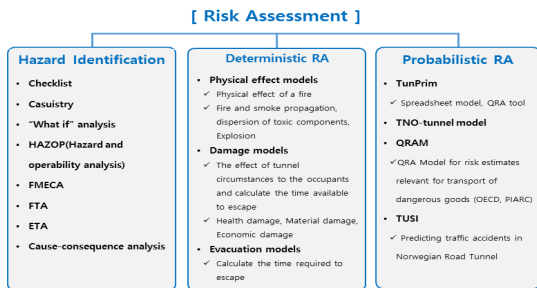 [ Risk Assessment ]
Hazard Identification
• Checklist
• Casuistry
• "What if" analysis
• HAZOP(Hazard and
operability analysis)
• FMECA
• FTA
• ETA
• Cause-consequence analysis
Deterministic RA
• Physical effect models
✓ Physical effect of a fire
✓ Fire and smoke propagation,
dispersion of toxic components,
Explosion
• Damage models
✓ The effect of tunnel
circumstances to the occupants
and calculate the time available
to escape
✓ Health damage, Material damage,
Economic damage
• Evacuation models
✓ Calculate the time required to
escape
Probabilistic RA
• TunPrim
✓ Spreadsheet model, QRA tool
• TNO-tunnel model
• QRAM
✓QRA Model for risk estimates
relevant for transport of
dangerous goods (OECD, PIARC)
• TUSI
✓ Predicting traffic accidents in
Norwegian Road Tunnel